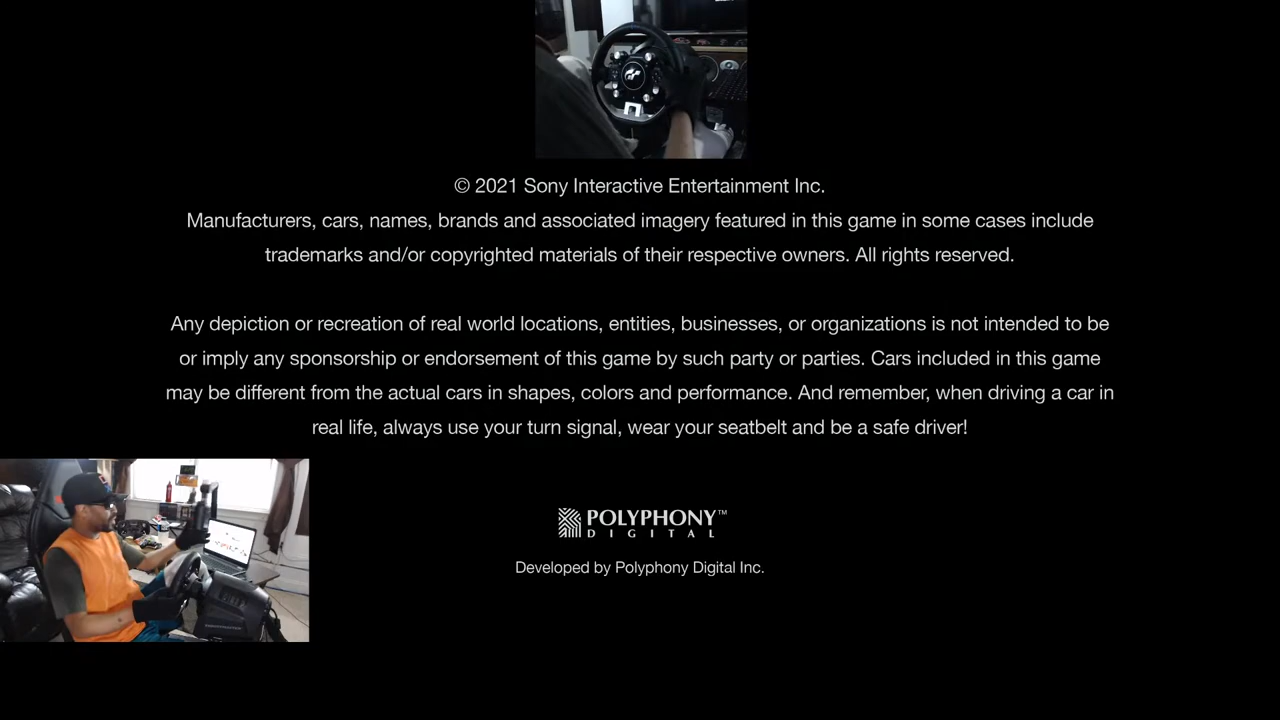 © 2021 Sony Interactive Entertainment Inc.
Manufacturers, cars, names, brands and associated imagery featured in this game in some cases include
trademarks and/or copyrighted materials of their respective owners. All rights reserved.
Any depiction or recreation of real world locations, entities, businesses, or organizations is not intended to be
or imply any sponsorship or endorsement of this game by such party or parties. Cars included in this game
may be different from the actual cars in shapes, colors and performance. And remember, when driving a car in
real life, always use your turn signal, wear your seatbelt and be a safe driver!
POLYPHONY™
DIGITAL
Developed by Polyphony Digital Inc.